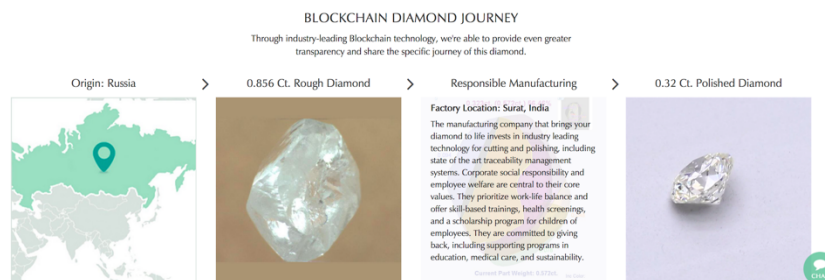 BLOCKCHAIN DIAMOND JOURNEY
Through industry-leading Blockchain technology, we're able to provide even greater
transparency and share the specific journey of this diamond.
Origin: Russia
0.856 Ct. Rough Diamond
Responsible Manufacturing
0.32 Ct. Polished Diamond
Factory Location: Surat, India
The manufacturing company that brings your
diamond to life invests in industry leading
technology for cutting and polishing, including
state of the art traceability management
systems. Corporate social responsibility and
employee welfare are central to their core
values. They prioritize work-life balance and
offer skill-based trainings, health screenings,
and a scholarship program for children of
employees. They are committed to giving
back, including supporting programs in
education, medical care, and sustainability.